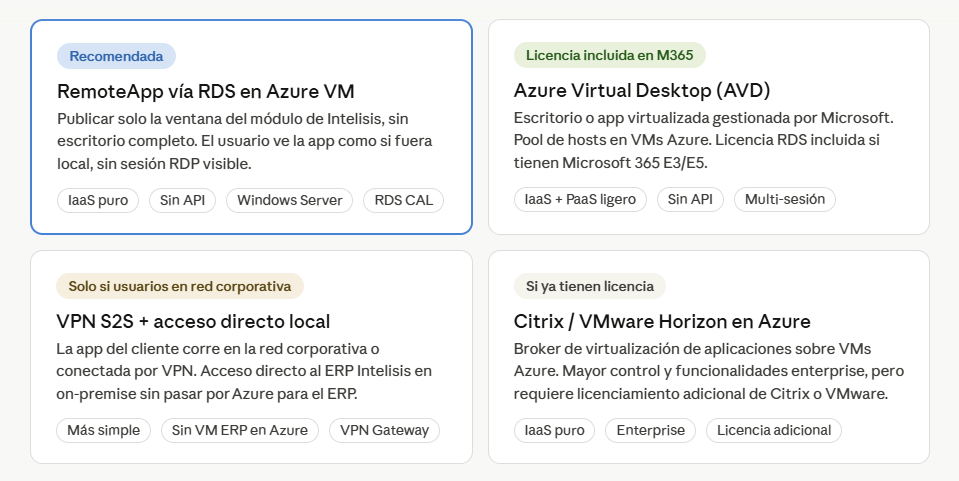 Recomendada
RemoteApp vía RDS en Azure VM
Publicar solo la ventana del módulo de Intelisis, sin
escritorio completo. El usuario ve la app como si fuera
local, sin sesión RDP visible.
IaaS puro
Sin API
Windows Server
RDS CAL
Licencia incluida en M365
Azure Virtual Desktop (AVD)
Escritorio o app virtualizada gestionada por Microsoft.
Pool de hosts en VMs Azure. Licencia RDS incluida si
tienen Microsoft 365 E3/E5.
IaaS + PaaS ligero
Sin API
Multi-sesión
Solo si usuarios en red corporativa
VPN S2S + acceso directo local
La app del cliente corre en la red corporativa o
conectada por VPN. Acceso directo al ERP Intelisis en
on-premise sin pasar por Azure para el ERP.
Más simple
Sin VM ERP en Azure
VPN Gateway
Si ya tienen licencia
Citrix / VMware Horizon en Azure
Broker de virtualización de aplicaciones sobre VMs
Azure. Mayor control y funcionalidades enterprise, pero
requiere licenciamiento adicional de Citrix o VMware.
IaaS puro
Enterprise
Licencia adicional